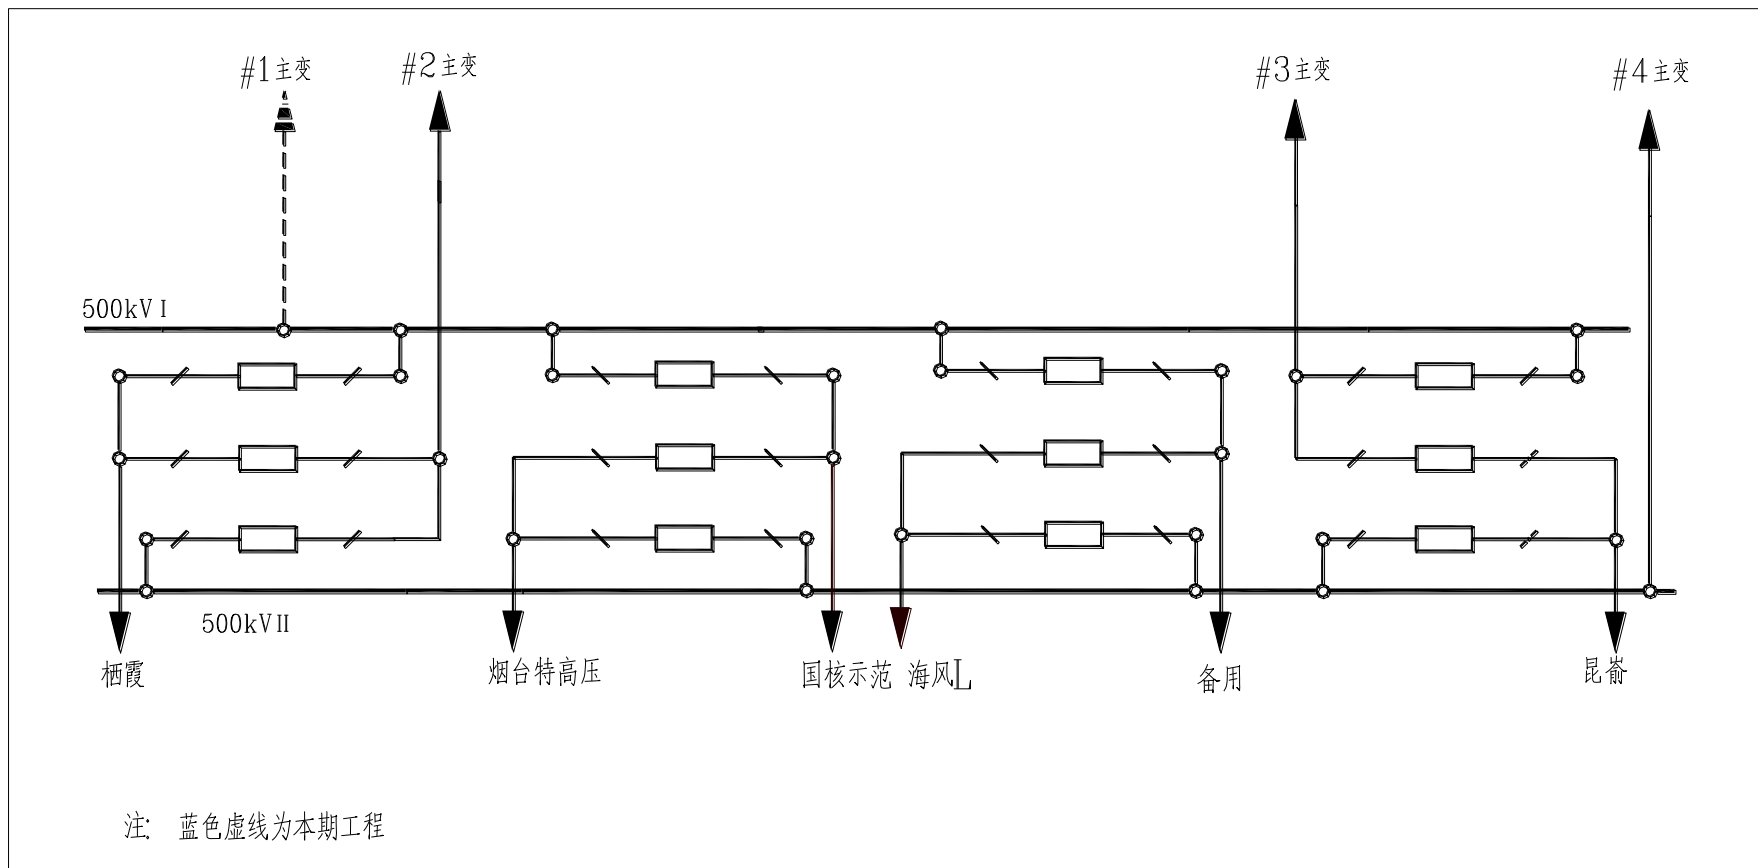 #1主变
#2主变
#3主变
#4主变
500kVⅠ
500kVⅡ
栖霞
烟台特高压
国核示范
海风L
备用
昆嵛
注: 蓝色虚线为本期工程